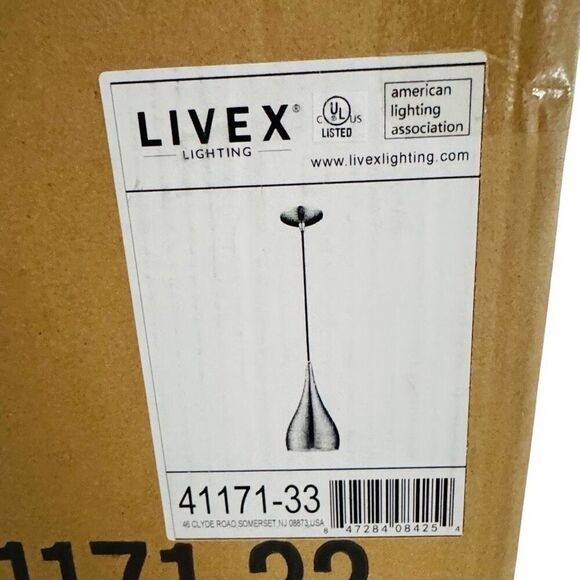 LIVEX®
LIGHTING
C UL US
LISTED
american
lighting
association
www.livexlighting.com
41171-33
46 CLYDE ROAD,SOMERSET,NJ 08873,USA
8 47284 08425 4